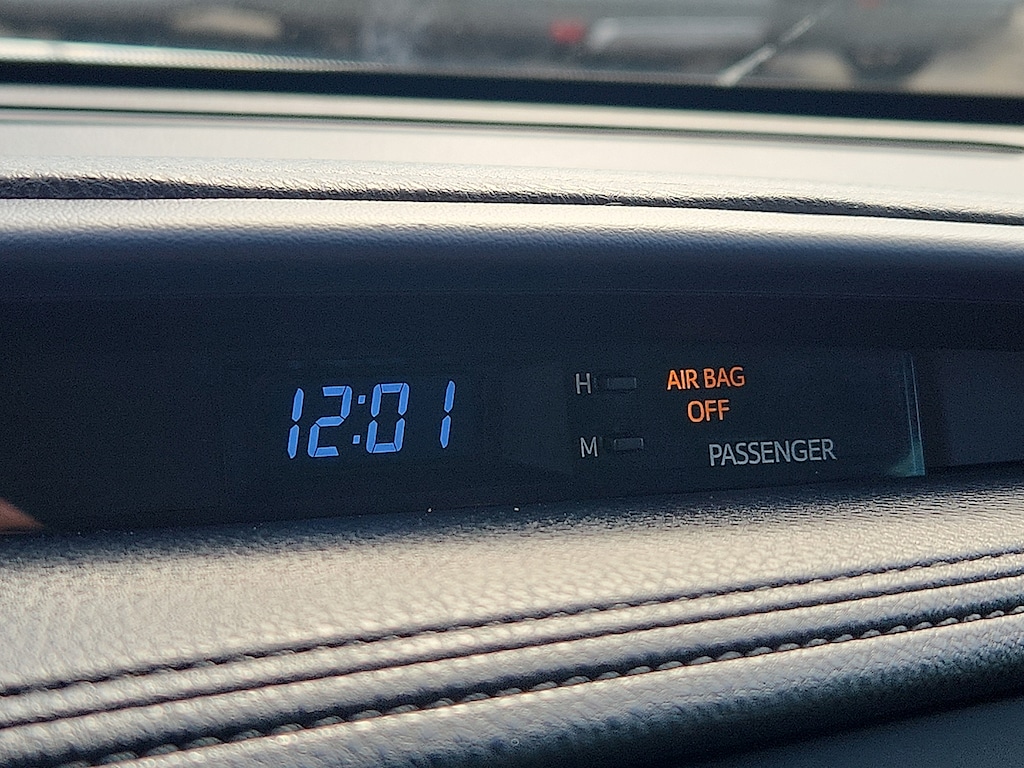 12:01
H
AIR BAG
OFF
M
PASSENGER